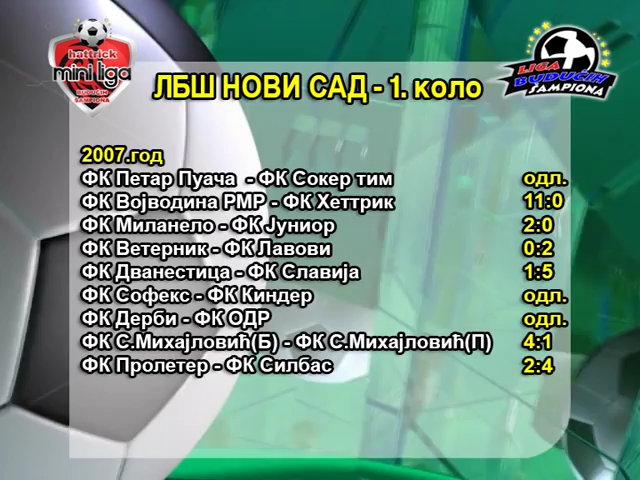 hattrick
mini liga
BUDUĆIH
ŠAMPIONA
LIGA
BUDUĆIH
ŠAMPIONA
ЛБШ НОВИ САД - 1. коло
2007.год
ФК Петар Пуача - ФК Сокер тим одл.
ФК Војводина РМР - ФК Хеттрик 11:0
ФК Миланело - ФК Јуниор 2:0
ФК Ветерник - ФК Лавови 0:2
ФК Дванестица - ФК Славија 1:5
ФК Софекс - ФК Киндер одл.
ФК Дерби - ФК ОДР одл.
ФК С.Михајловић(Б) - ФК С.Михајловић(П) 4:1
ФК Пролетер - ФК Силбас 2:4